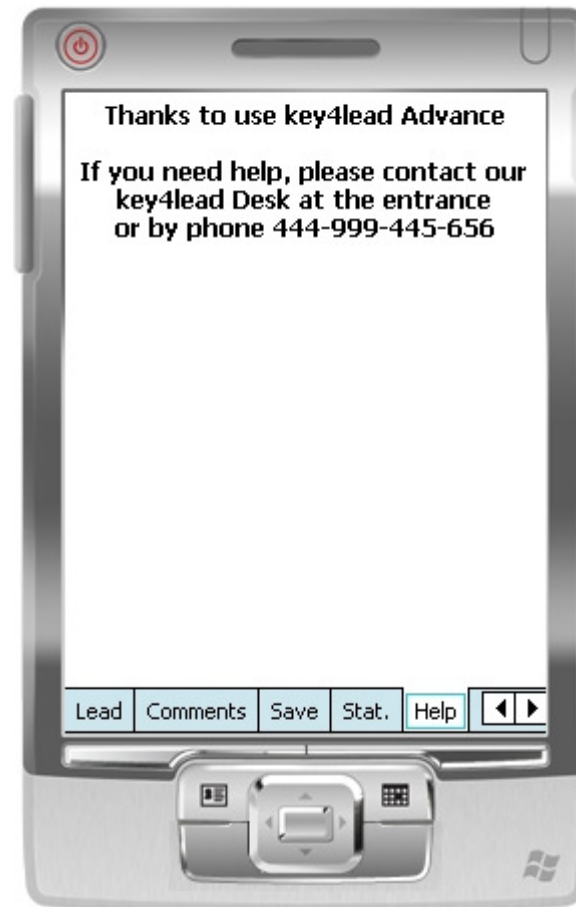 Thanks to use key4lead Advance
If you need help, please contact our
key4lead Desk at the entrance
or by phone 444-999-445-656
Lead Comments Save Stat. Help